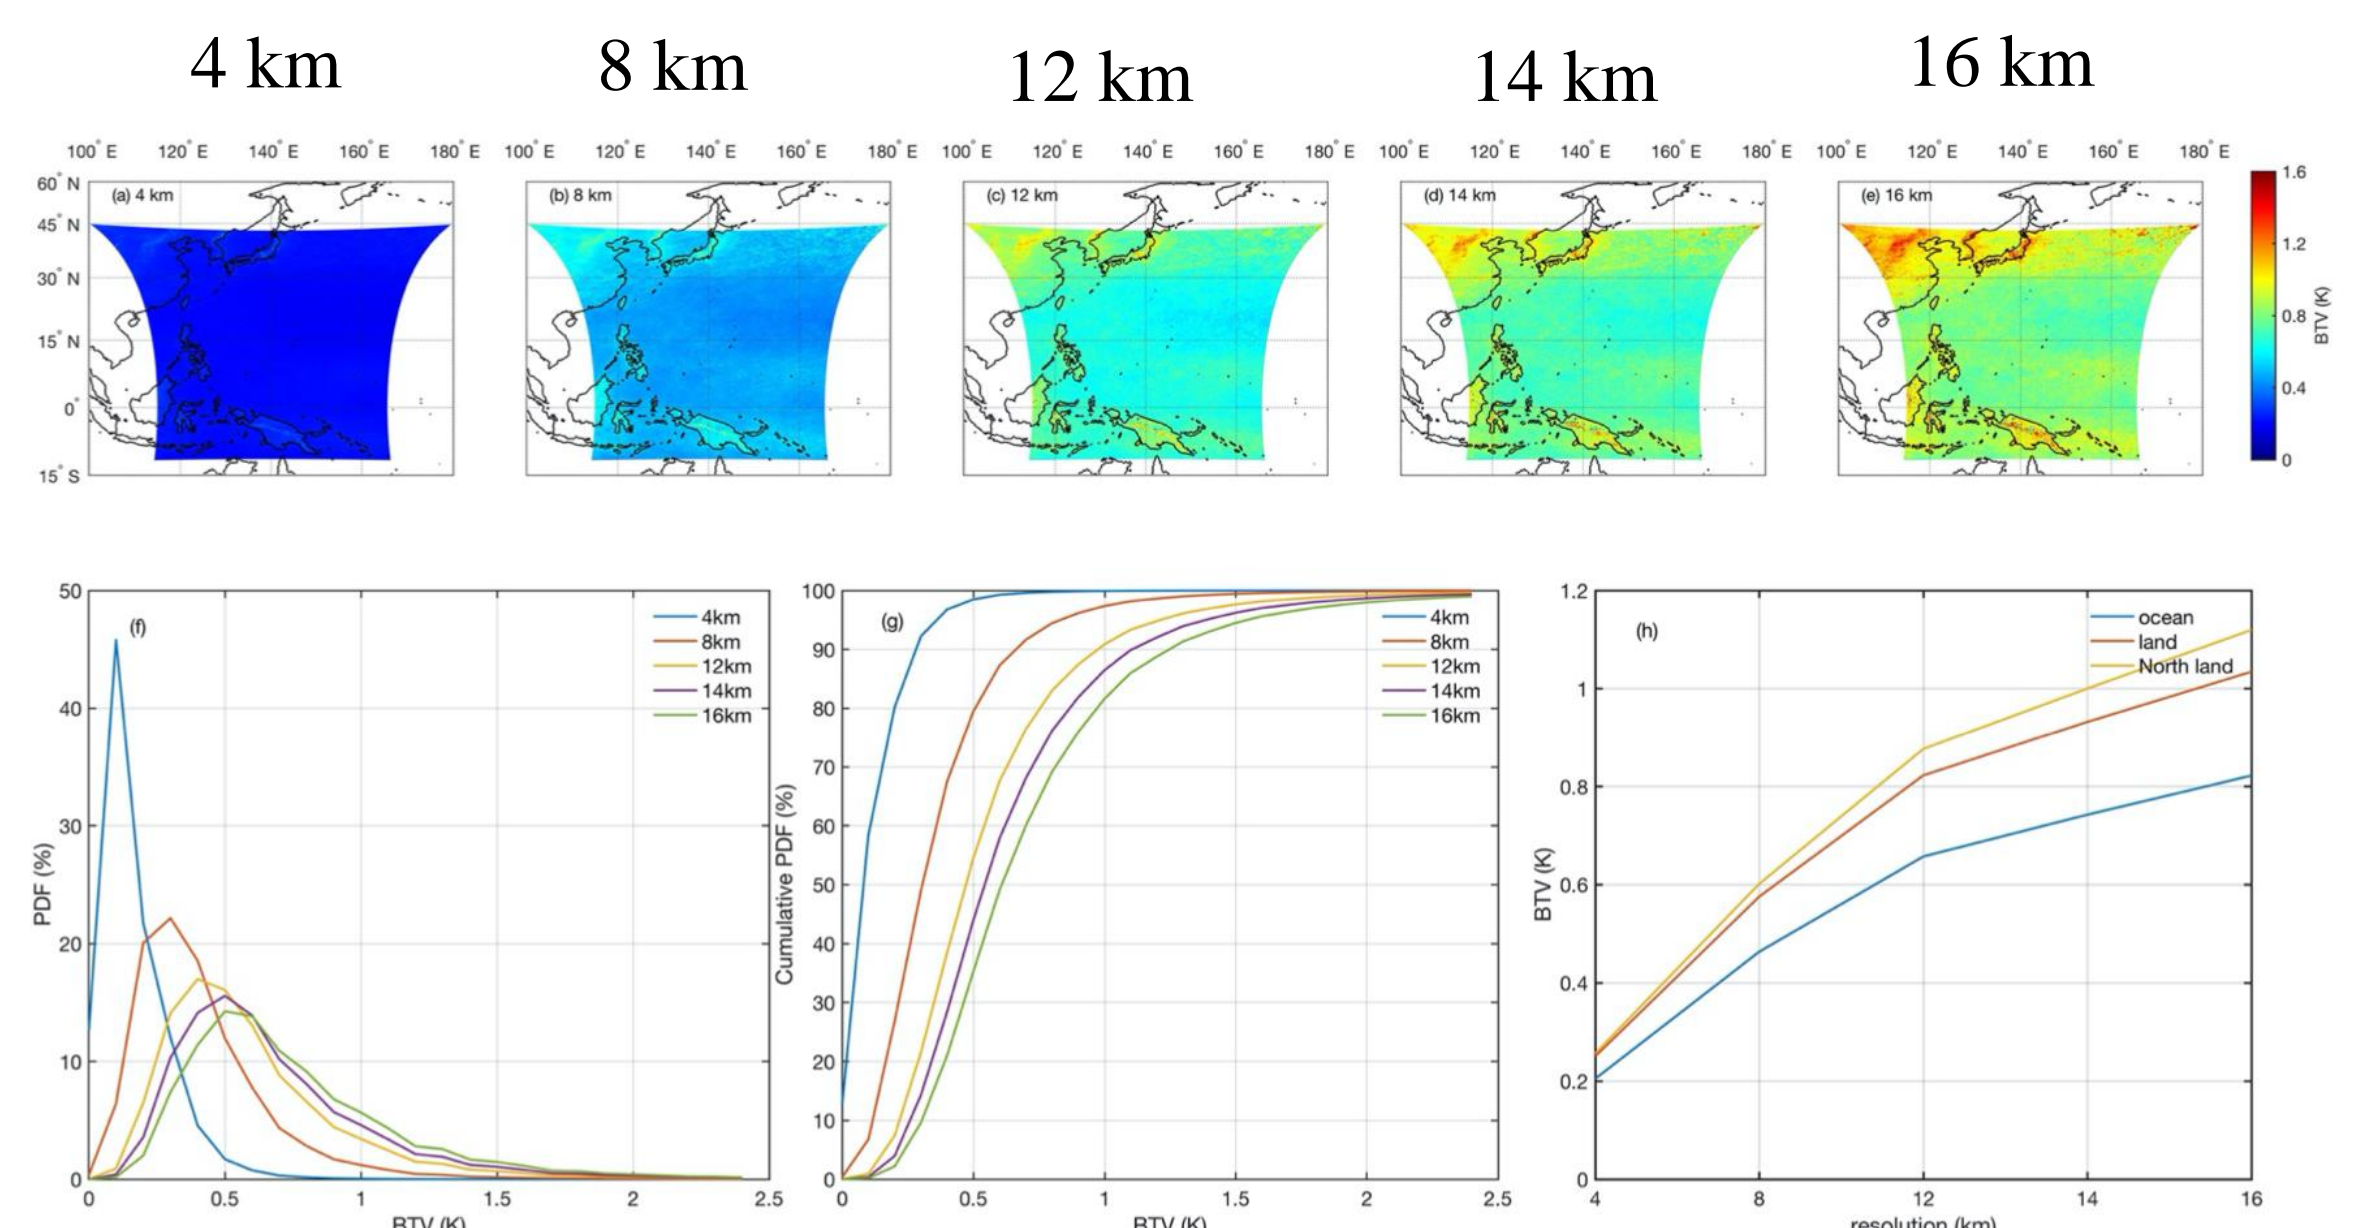 4 km
8 km
12 km
14 km
16 km
100° E 120° E 140° E 160° E 180° E
100° E 120° E 140° E 160° E 180° E
100° E 120° E 140° E 160° E 180° E
100° E 120° E 140° E 160° E 180° E
100° E 120° E 140° E 160° E 180° E
60° N
45° N
30° N
15° N
0°
15° S
(a) 4 km
(b) 8 km
(c) 12 km
(d) 14 km
(e) 16 km
1.6
1.2
0.8
0.4
0
BTV (K)
50
40
30
20
10
0
PDF (%)
(f)
4km
8km
12km
14km
16km
0 0.5 1 1.5 2 2.5
BTV (K)
100
90
80
70
60
50
40
30
20
10
0
Cumulative PDF (%)
(g)
4km
8km
12km
14km
16km
0 0.5 1 1.5 2 2.5
BTV (K)
1.2
1
0.8
0.6
0.4
0.2
0
BTV (K)
(h)
ocean
land
North land
4 8 12 14 16
resolution (km)